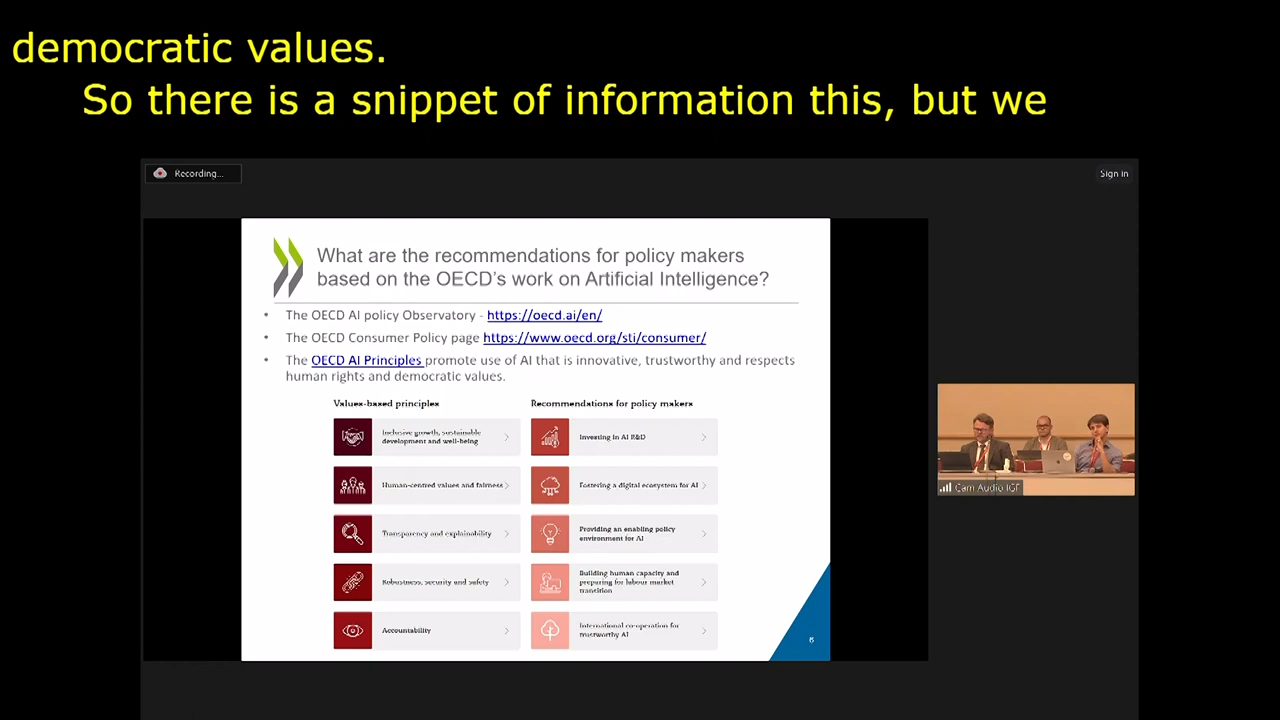 democratic values.
So there is a snippet of information this, but we
Recording...
Sign in
What are the recommendations for policy makers
based on the OECD's work on Artificial Intelligence?
• The OECD AI policy Observatory - https://oecd.ai/en/
• The OECD Consumer Policy page https://www.oecd.org/sti/consumer/
• The OECD AI Principles promote use of AI that is innovative, trustworthy and respects
human rights and democratic values.
Values-based principles
Inclusive growth, sustainable
development and well-being
Human-centred values and fairness
Transparency and explainability
Robustness, security and safety
Accountability
Recommendations for policy makers
Investing in AI R&D
Fostering a digital ecosystem for AI
Providing an enabling policy
environment for AI
Building human capacity and
preparing for labour market
transition
International co-operation for
trustworthy AI
6
Cam Audio IGF